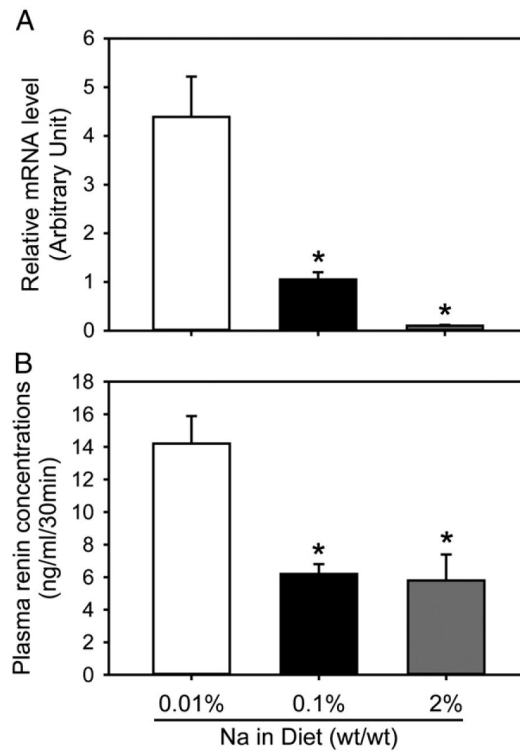 A
Relative mRNA level
(Arbitrary Unit)
6
5
4
3
2
1
0
*
*
B
Plasma renin concentrations
(ng/ml/30min)
18
16
14
12
10
8
6
4
2
0
*
*
0.01% 0.1% 2%
Na in Diet (wt/wt)